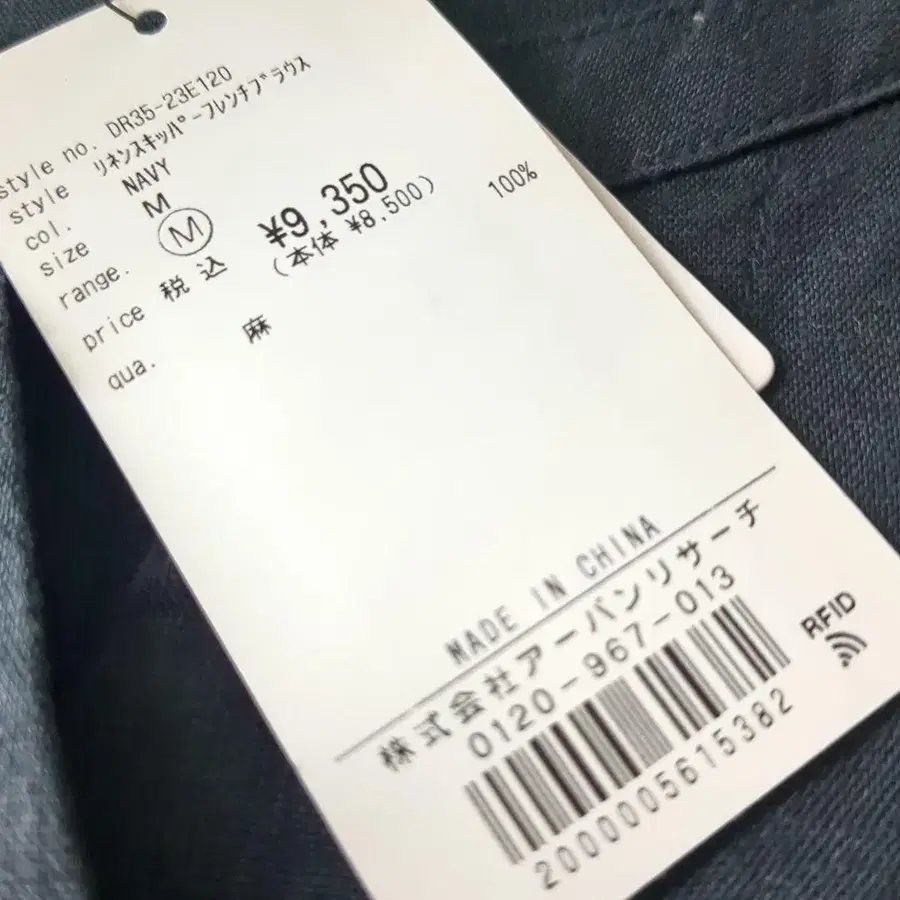 style no. DR35-23E120
style ﾘﾈﾝｽｷｯﾊﾟｰﾌﾚﾝﾁﾌﾞﾗｳｽ
col. NAVY
size M
range. M
price 税込 ¥9,350
(本体 ¥8,500)
qua. 麻 100%
MADE IN CHINA
株式会社アーバンリサーチ
0120-967-013
RFID
2000005615382